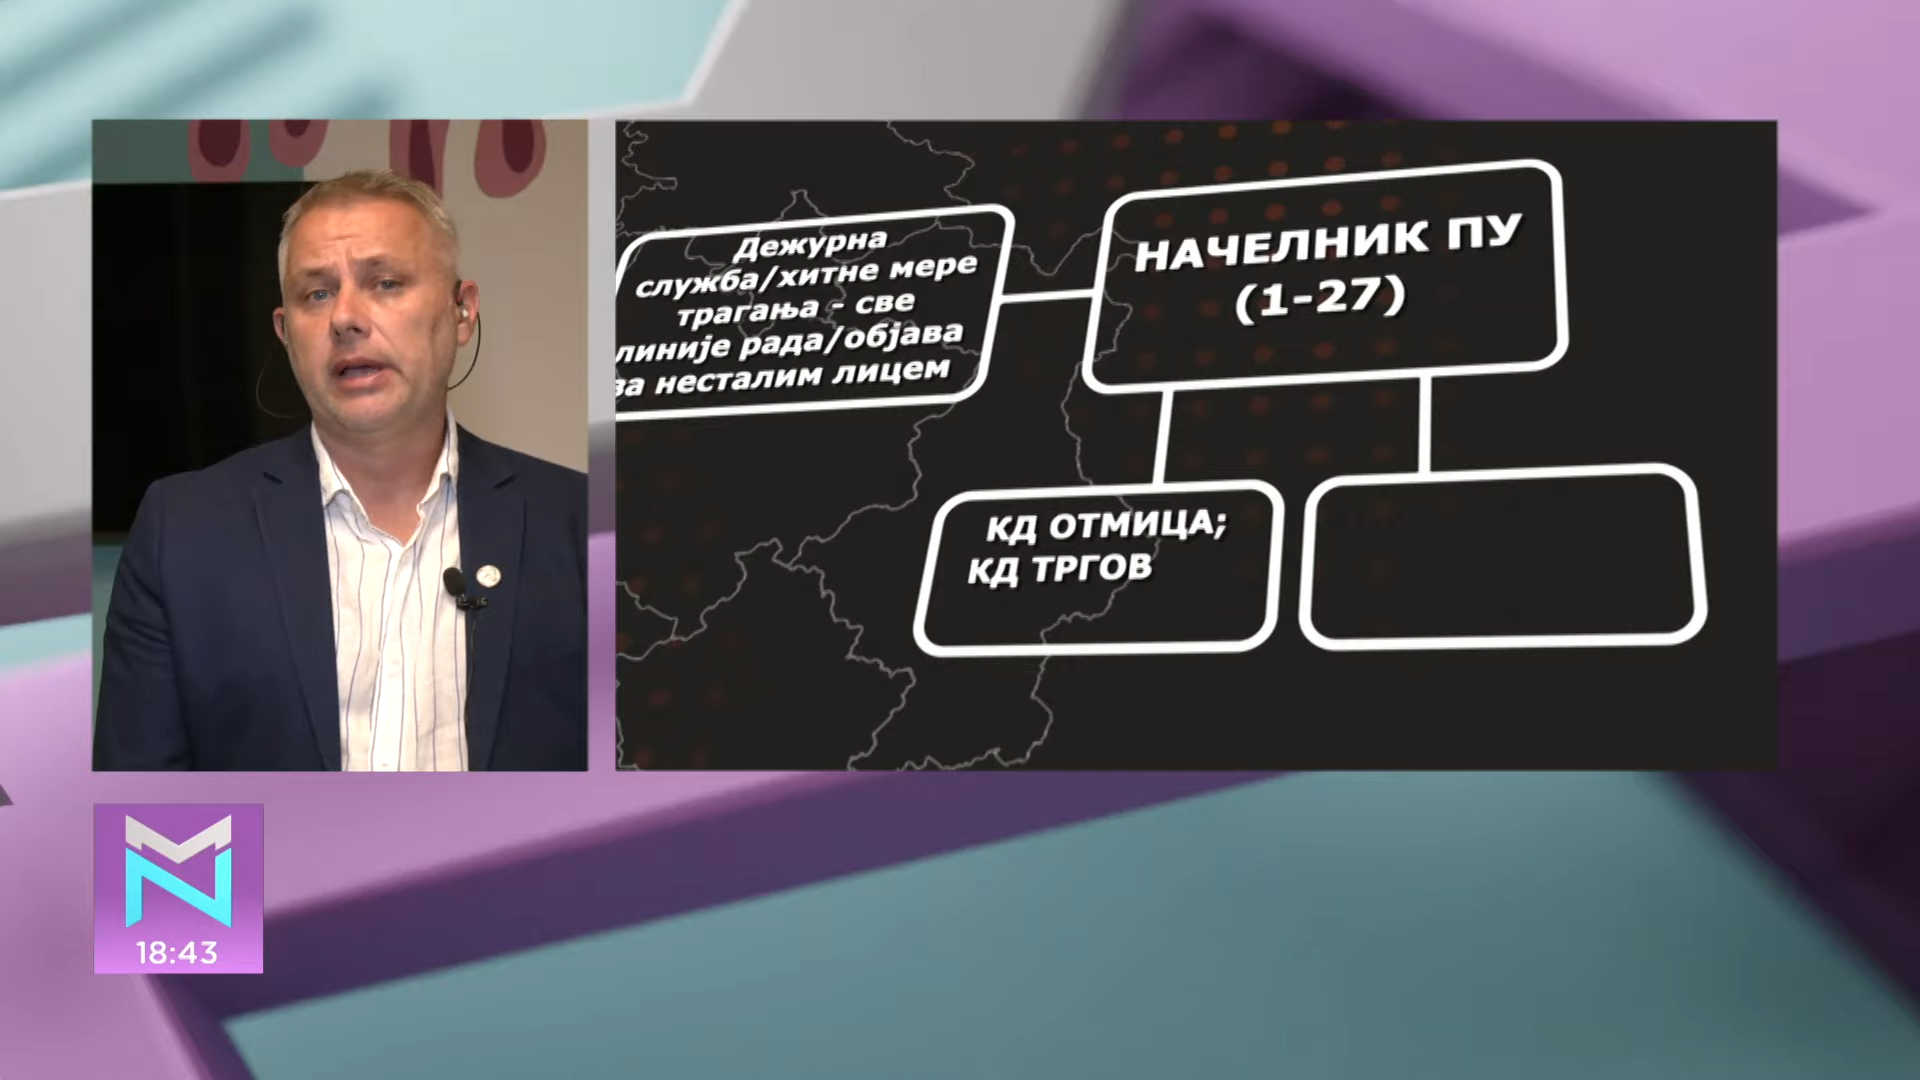 Дежурна
служба/хитне мере
трагања - све
линије рада/објава
за несталим лицем
НАЧЕЛНИК ПУ
(1-27)
КД ОТМИЦА;
КД ТРГОВ
18:43